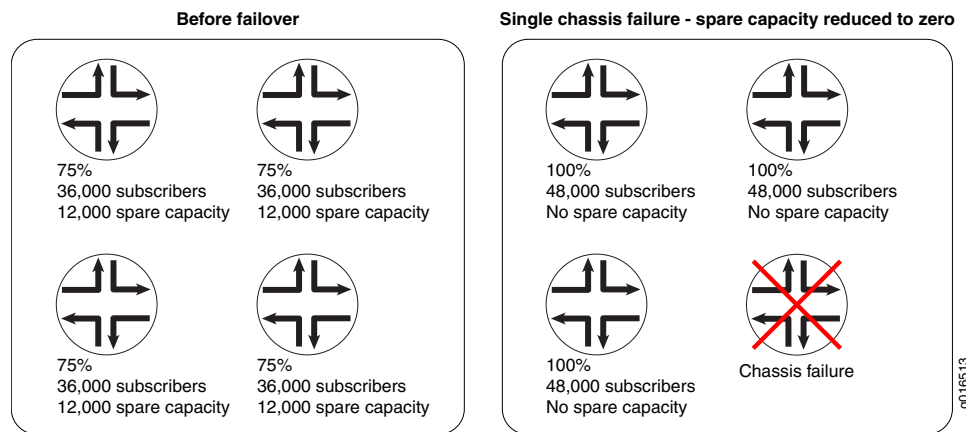 Before failover
Single chassis failure - spare capacity reduced to zero
75%
36,000 subscribers
12,000 spare capacity
75%
36,000 subscribers
12,000 spare capacity
75%
36,000 subscribers
12,000 spare capacity
75%
36,000 subscribers
12,000 spare capacity
100%
48,000 subscribers
No spare capacity
100%
48,000 subscribers
No spare capacity
100%
48,000 subscribers
No spare capacity
Chassis failure
g016513